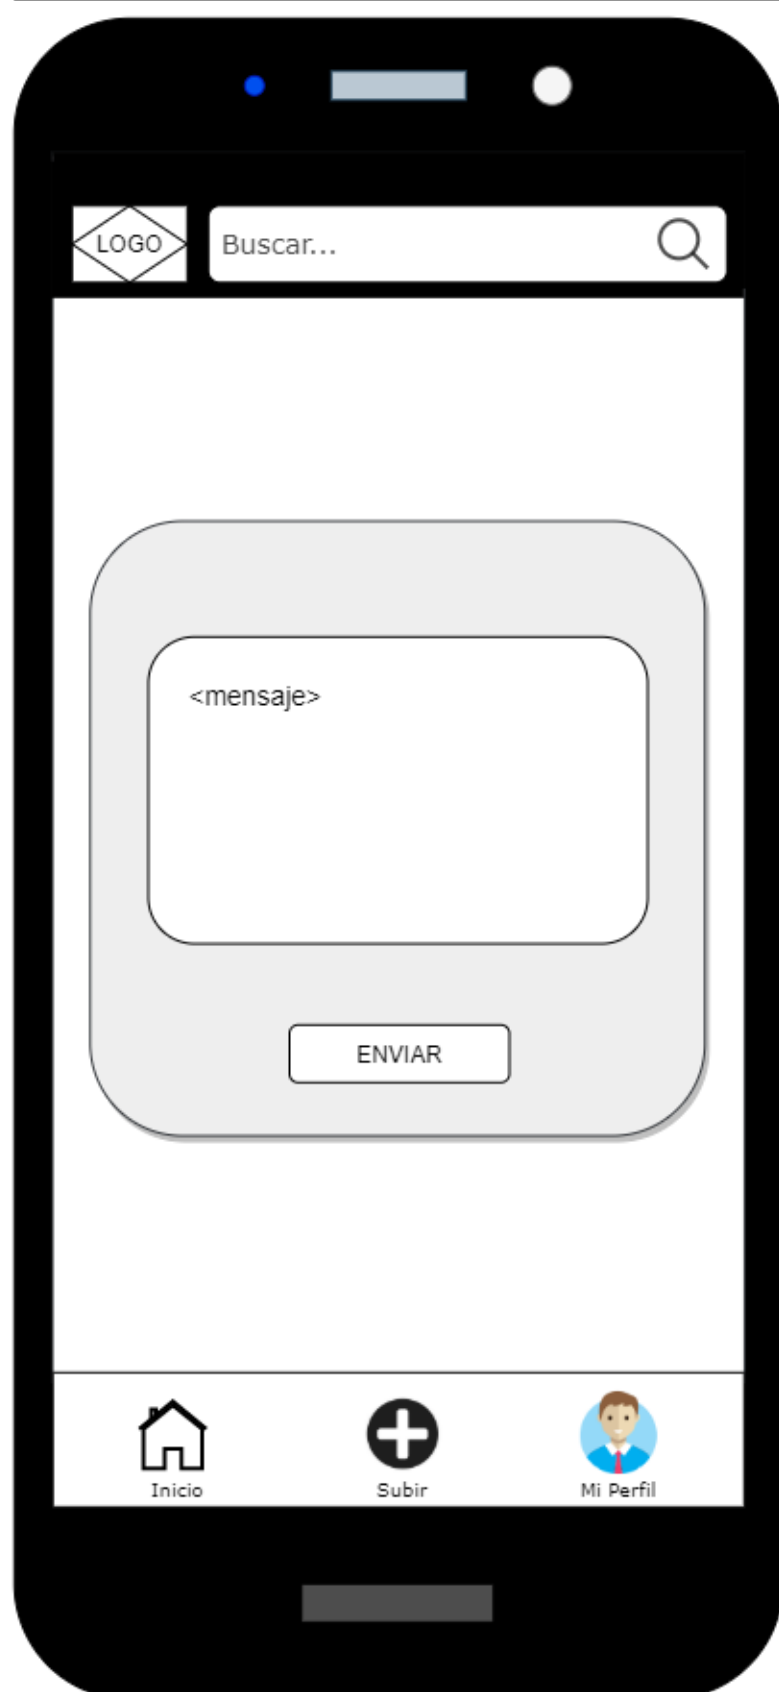 LOGO
Buscar...
<mensaje>
ENVIAR
Inicio
Subir
Mi Perfil